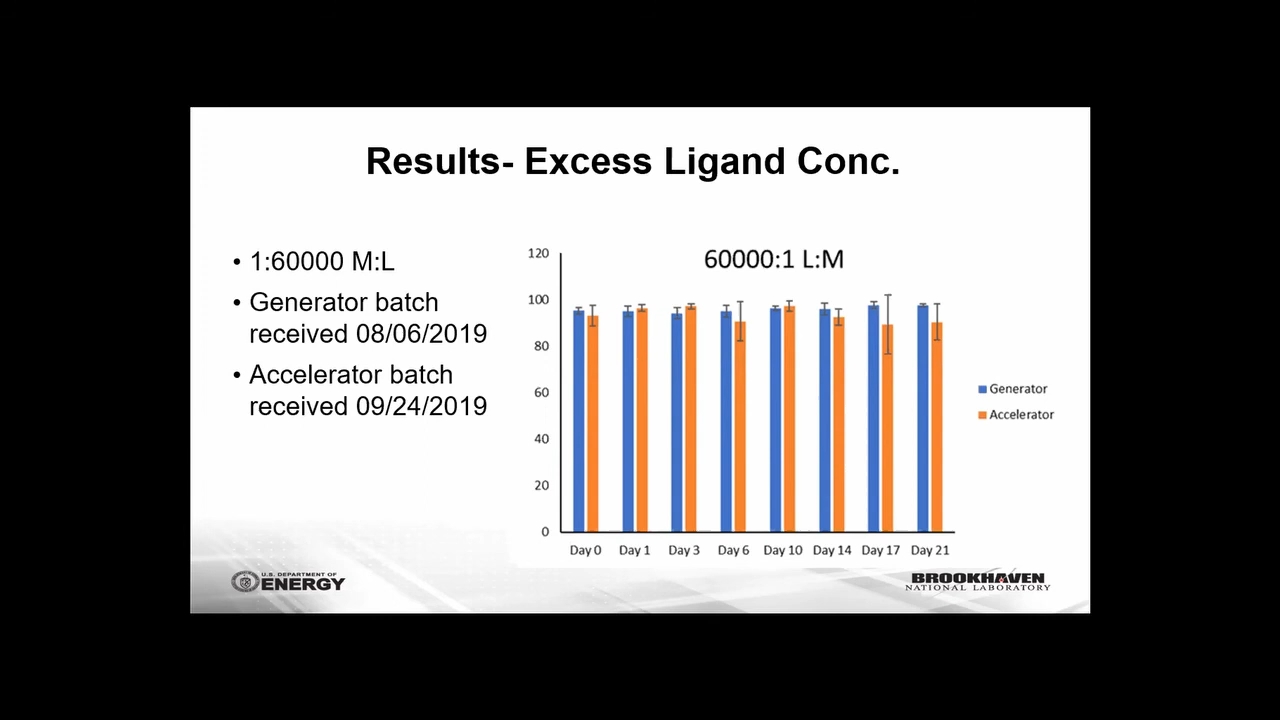 Results- Excess Ligand Conc.
• 1:60000 M:L
• Generator batch
received 08/06/2019
• Accelerator batch
received 09/24/2019
60000:1 L:M
120
100
80
60
40
20
0
Day 0 Day 1 Day 3 Day 6 Day 10 Day 14 Day 17 Day 21
Generator
Accelerator
U.S. DEPARTMENT OF
ENERGY
BROOKHAVEN
NATIONAL LABORATORY